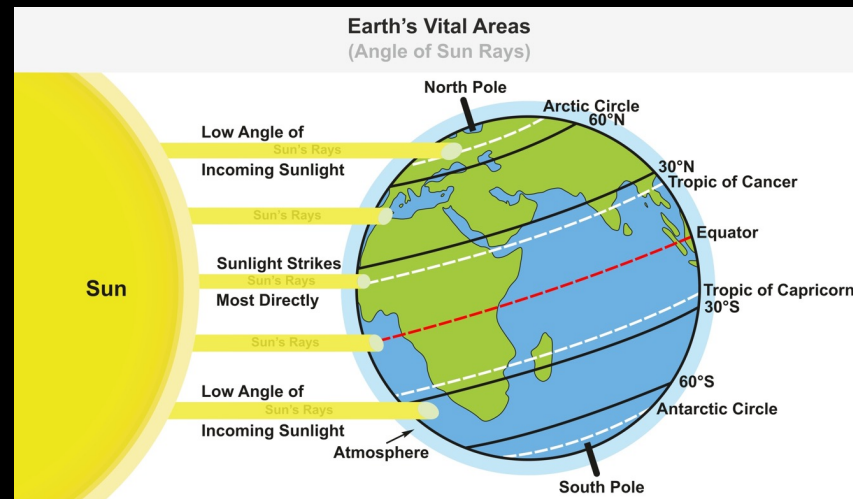 Earth's Vital Areas
(Angle of Sun Rays)
North Pole
Arctic Circle
60°N
Low Angle of
Sun's Rays
Incoming Sunlight
30°N
Tropic of Cancer
Sun's Rays
Equator
Sunlight Strikes
Sun's Rays
Most Directly
Sun
Tropic of Capricorn
30°S
Sun's Rays
60°S
Low Angle of
Sun's Rays
Incoming Sunlight
Antarctic Circle
Atmosphere
South Pole